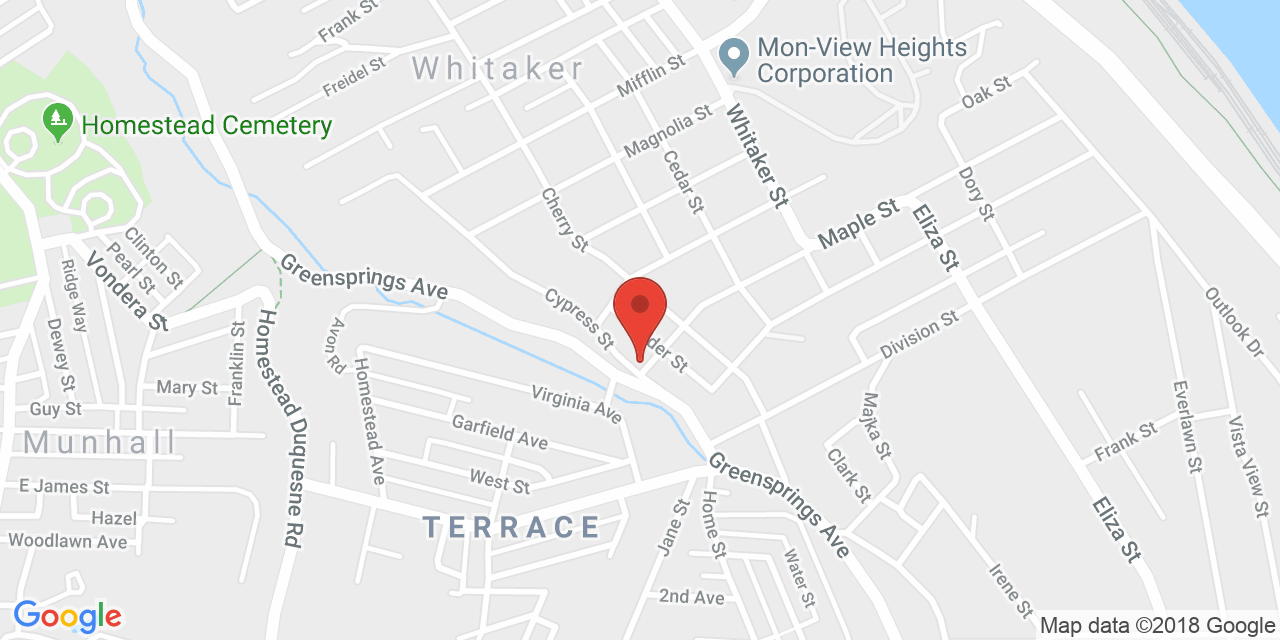 Frank St
Whitaker
Freidel St
Mifflin St
Mon-View Heights
Corporation
Oak St
Homestead Cemetery
Magnolia St
Whitaker St
Cedar St
Cherry St
Dory St
Maple St
Eliza St
Clinton St
Pearl St
Vondera St
Ridge Way
Greensprings Ave
Cypress St
Outlook Dr
Dewey St
Franklin St
Homestead Duquesne Rd
Avon Rd
Homestead Ave
der St
Division St
Mary St
Guy St
Virginia Ave
Garfield Ave
Majka St
Everlawn St
Vista View St
Frank St
Munhall
West St
Clark St
E James St
Hazel
Woodlawn Ave
TERRACE
Greensprings Ave
Jane St
Home St
Water St
Eliza St
Irene St
2nd Ave
Google
Map data ©2018 Google